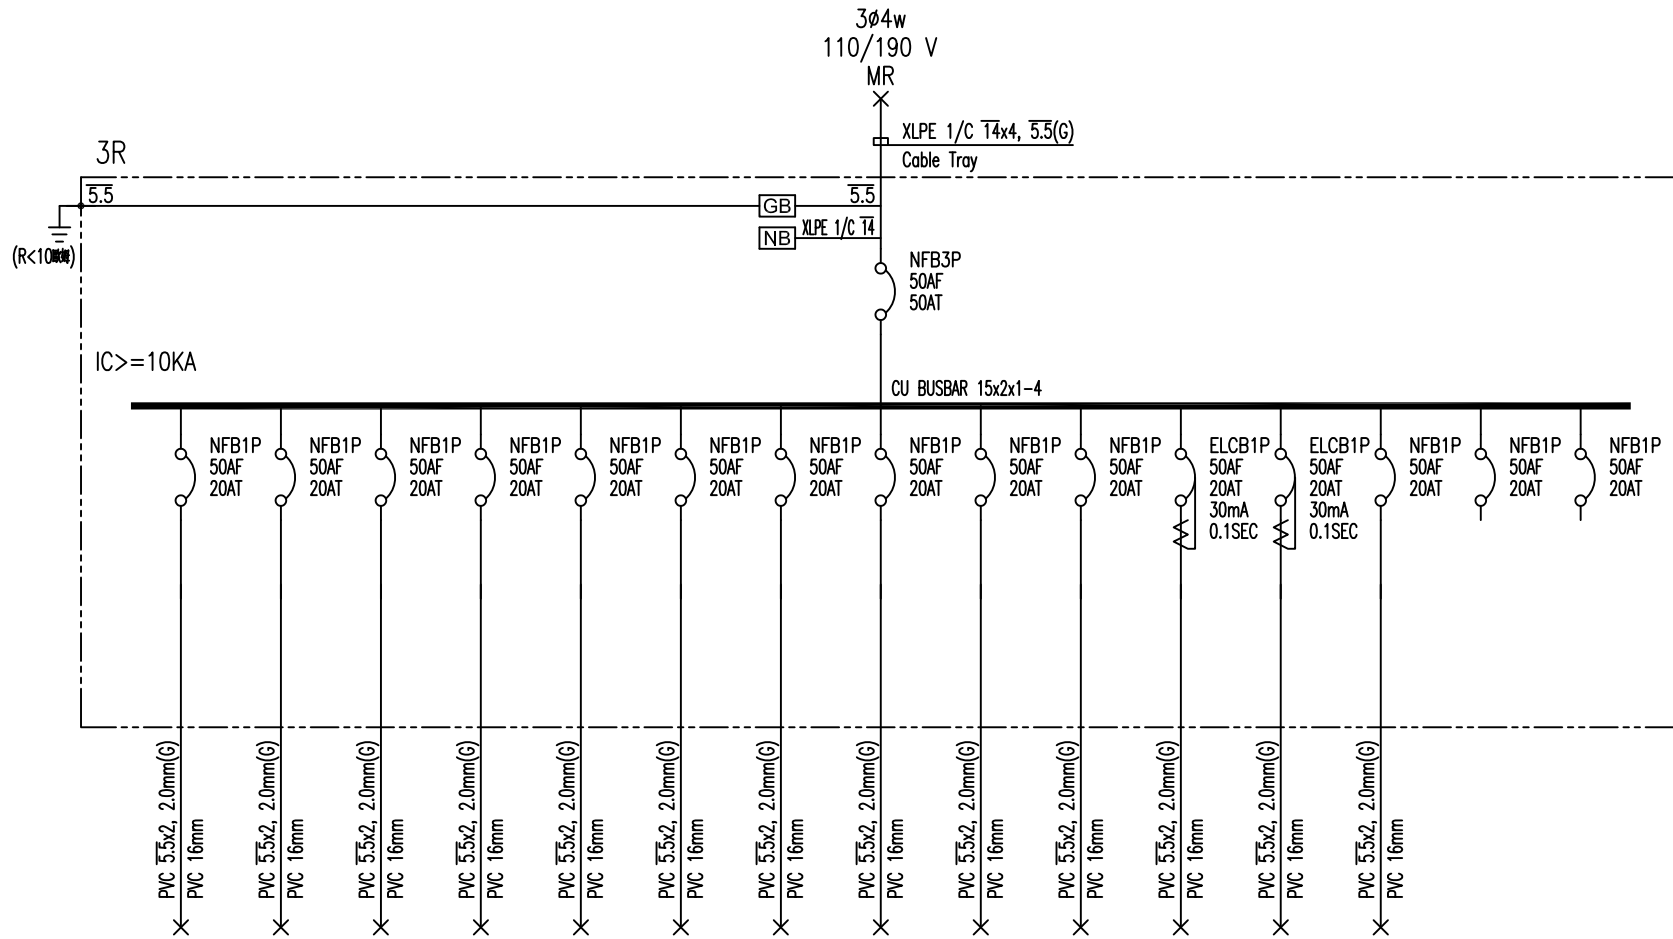 3ø4w
110/190 V
MR
XLPE 1/C 14x4, 5.5(G)
Cable Tray
3R
5.5
GB
5.5
NB
XLPE 1/C 14
(R<10
NFB3P
50AF
50AT
IC>=10KA
CU BUSBAR 15x2x1-4
NFB1P
50AF
20AT
NFB1P
50AF
20AT
NFB1P
50AF
20AT
NFB1P
50AF
20AT
NFB1P
50AF
20AT
NFB1P
50AF
20AT
NFB1P
50AF
20AT
NFB1P
50AF
20AT
NFB1P
50AF
20AT
NFB1P
50AF
20AT
ELCB1P
50AF
20AT
30mA
0.1SEC
ELCB1P
50AF
20AT
30mA
0.1SEC
NFB1P
50AF
20AT
NFB1P
50AF
20AT
NFB1P
50AF
20AT
PVC 5.5x2, 2.0mm(G)
PVC 16mm
PVC 5.5x2, 2.0mm(G)
PVC 16mm
PVC 5.5x2, 2.0mm(G)
PVC 16mm
PVC 5.5x2, 2.0mm(G)
PVC 16mm
PVC 5.5x2, 2.0mm(G)
PVC 16mm
PVC 5.5x2, 2.0mm(G)
PVC 16mm
PVC 5.5x2, 2.0mm(G)
PVC 16mm
PVC 5.5x2, 2.0mm(G)
PVC 16mm
PVC 5.5x2, 2.0mm(G)
PVC 16mm
PVC 5.5x2, 2.0mm(G)
PVC 16mm
PVC 5.5x2, 2.0mm(G)
PVC 16mm
PVC 5.5x2, 2.0mm(G)
PVC 16mm
PVC 5.5x2, 2.0mm(G)
PVC 16mm